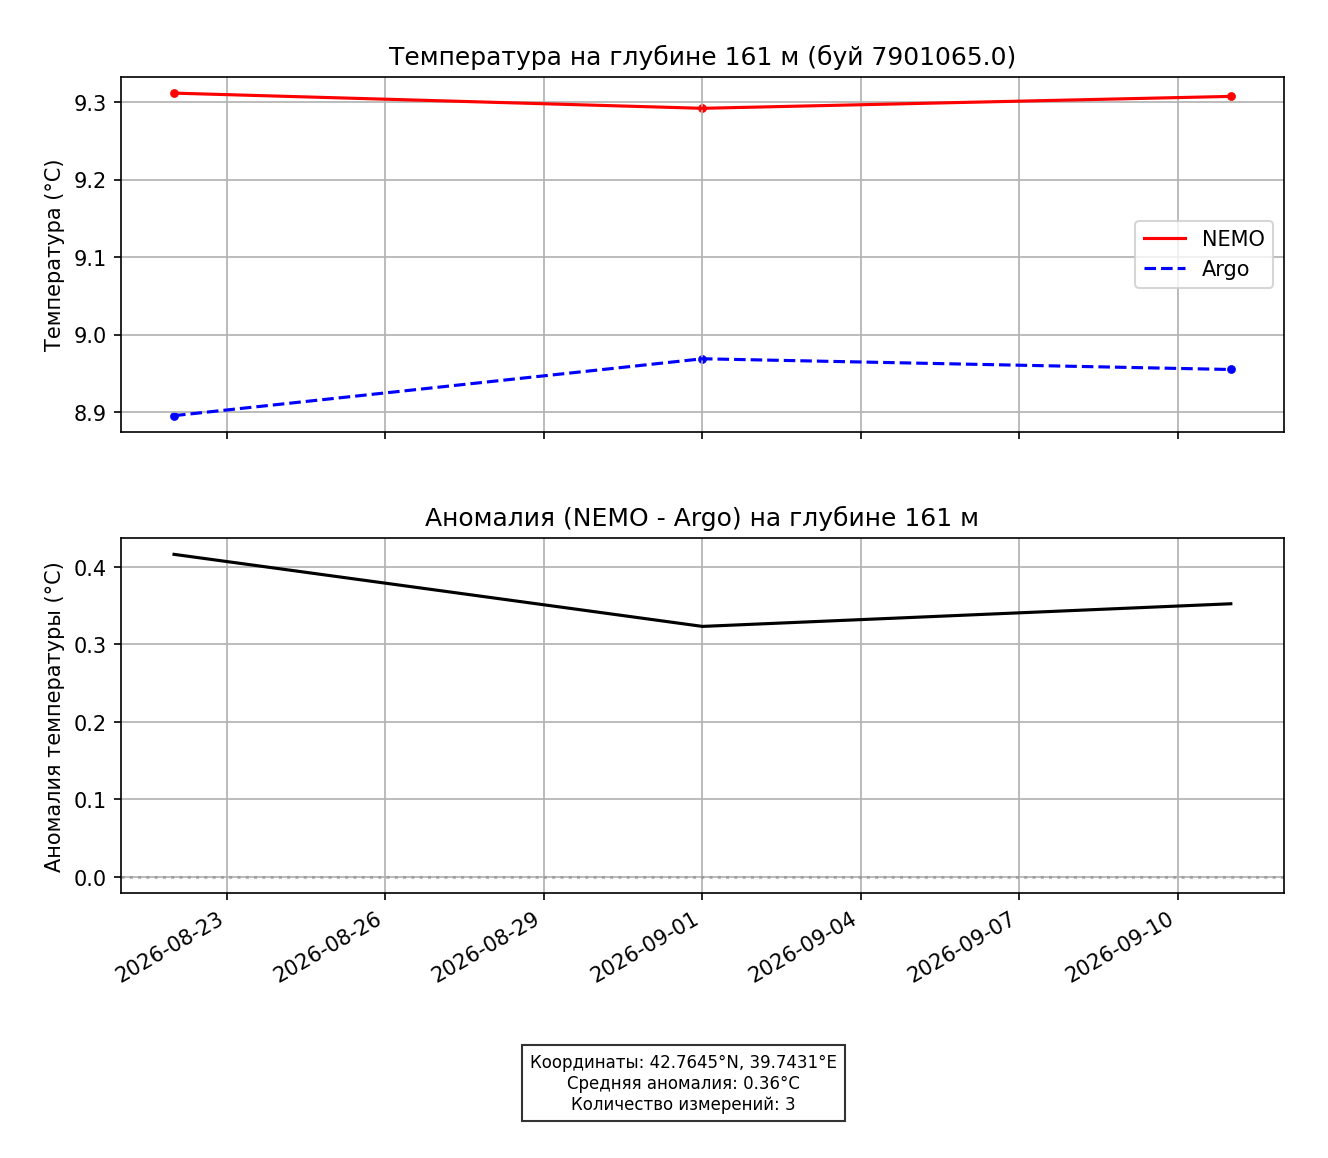 Температура на глубине 161 м (буй 7901065.0)
Температура (°C)
9.3
9.2
9.1
9.0
8.9
NEMO
Argo
Аномалия (NEMO - Argo) на глубине 161 м
Аномалия температуры (°C)
0.4
0.3
0.2
0.1
0.0
2026-08-23
2026-08-26
2026-08-29
2026-09-01
2026-09-04
2026-09-07
2026-09-10
Координаты: 42.7645°N, 39.7431°E
Средняя аномалия: 0.36°C
Количество измерений: 3